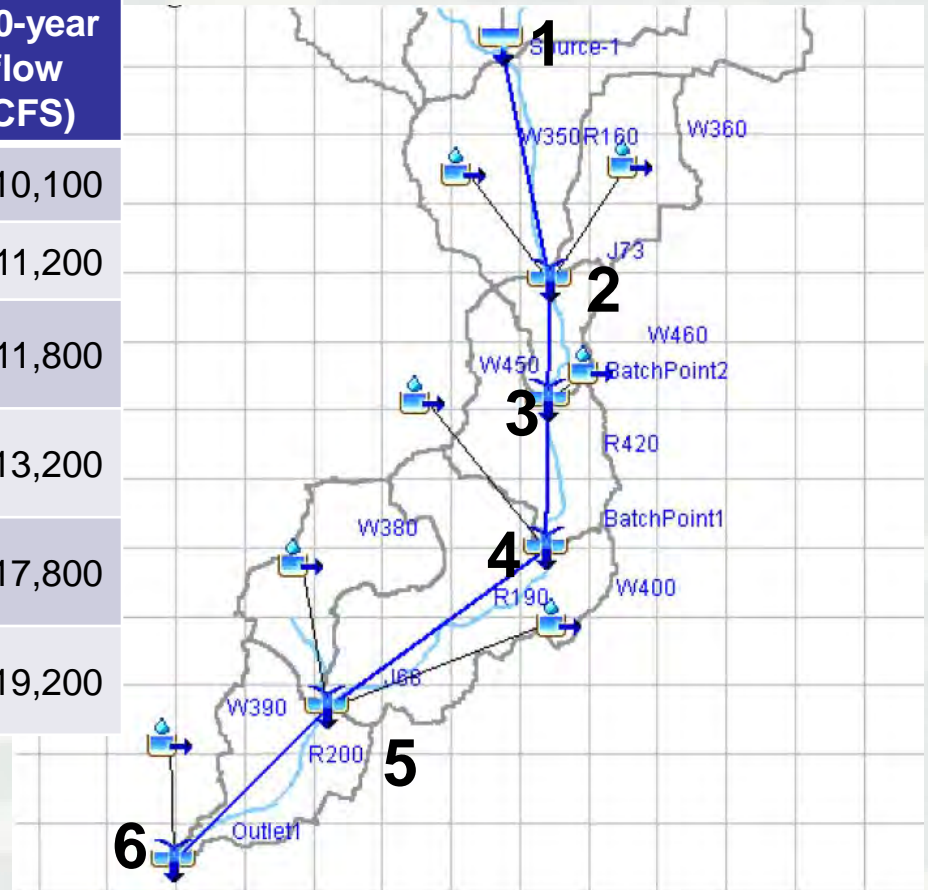 0-year
flow
CFS)
10,100
11,200
11,800
13,200
17,800
19,200
1
Source-1
W350
R160
W360
J73
2
W460
W450
BatchPoint2
3
R420
BatchPoint1
W380
4
R190
W400
J68
W390
R200
5
Outlet1
6